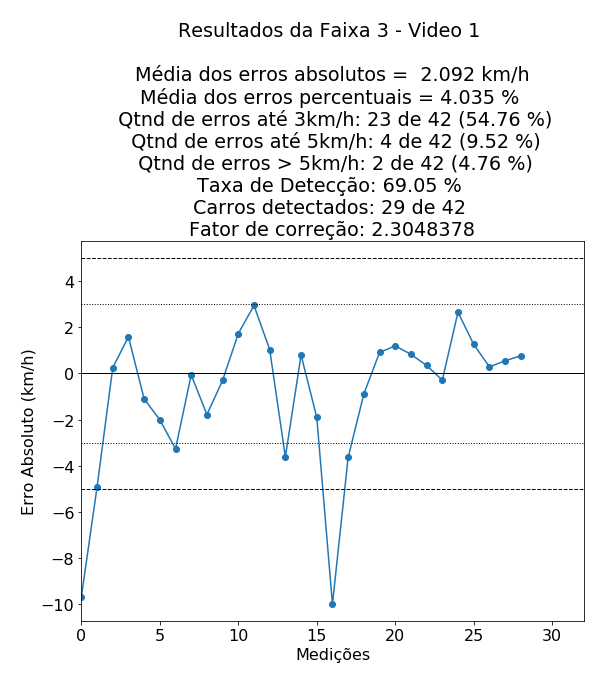 Resultados da Faixa 3 - Video 1
Média dos erros absolutos =  2.092 km/h
Média dos erros percentuais = 4.035 %
Qtnd de erros até 3km/h: 23 de 42 (54.76 %)
Qtnd de erros até 5km/h: 4 de 42 (9.52 %)
Qtnd de erros > 5km/h: 2 de 42 (4.76 %)
Taxa de Detecção: 69.05 %
Carros detectados: 29 de 42
Fator de correção: 2.3048378
4
2
0
−2
−4
−6
−8
−10
Erro Absoluto (km/h)
0 5 10 15 20 25 30
Medições